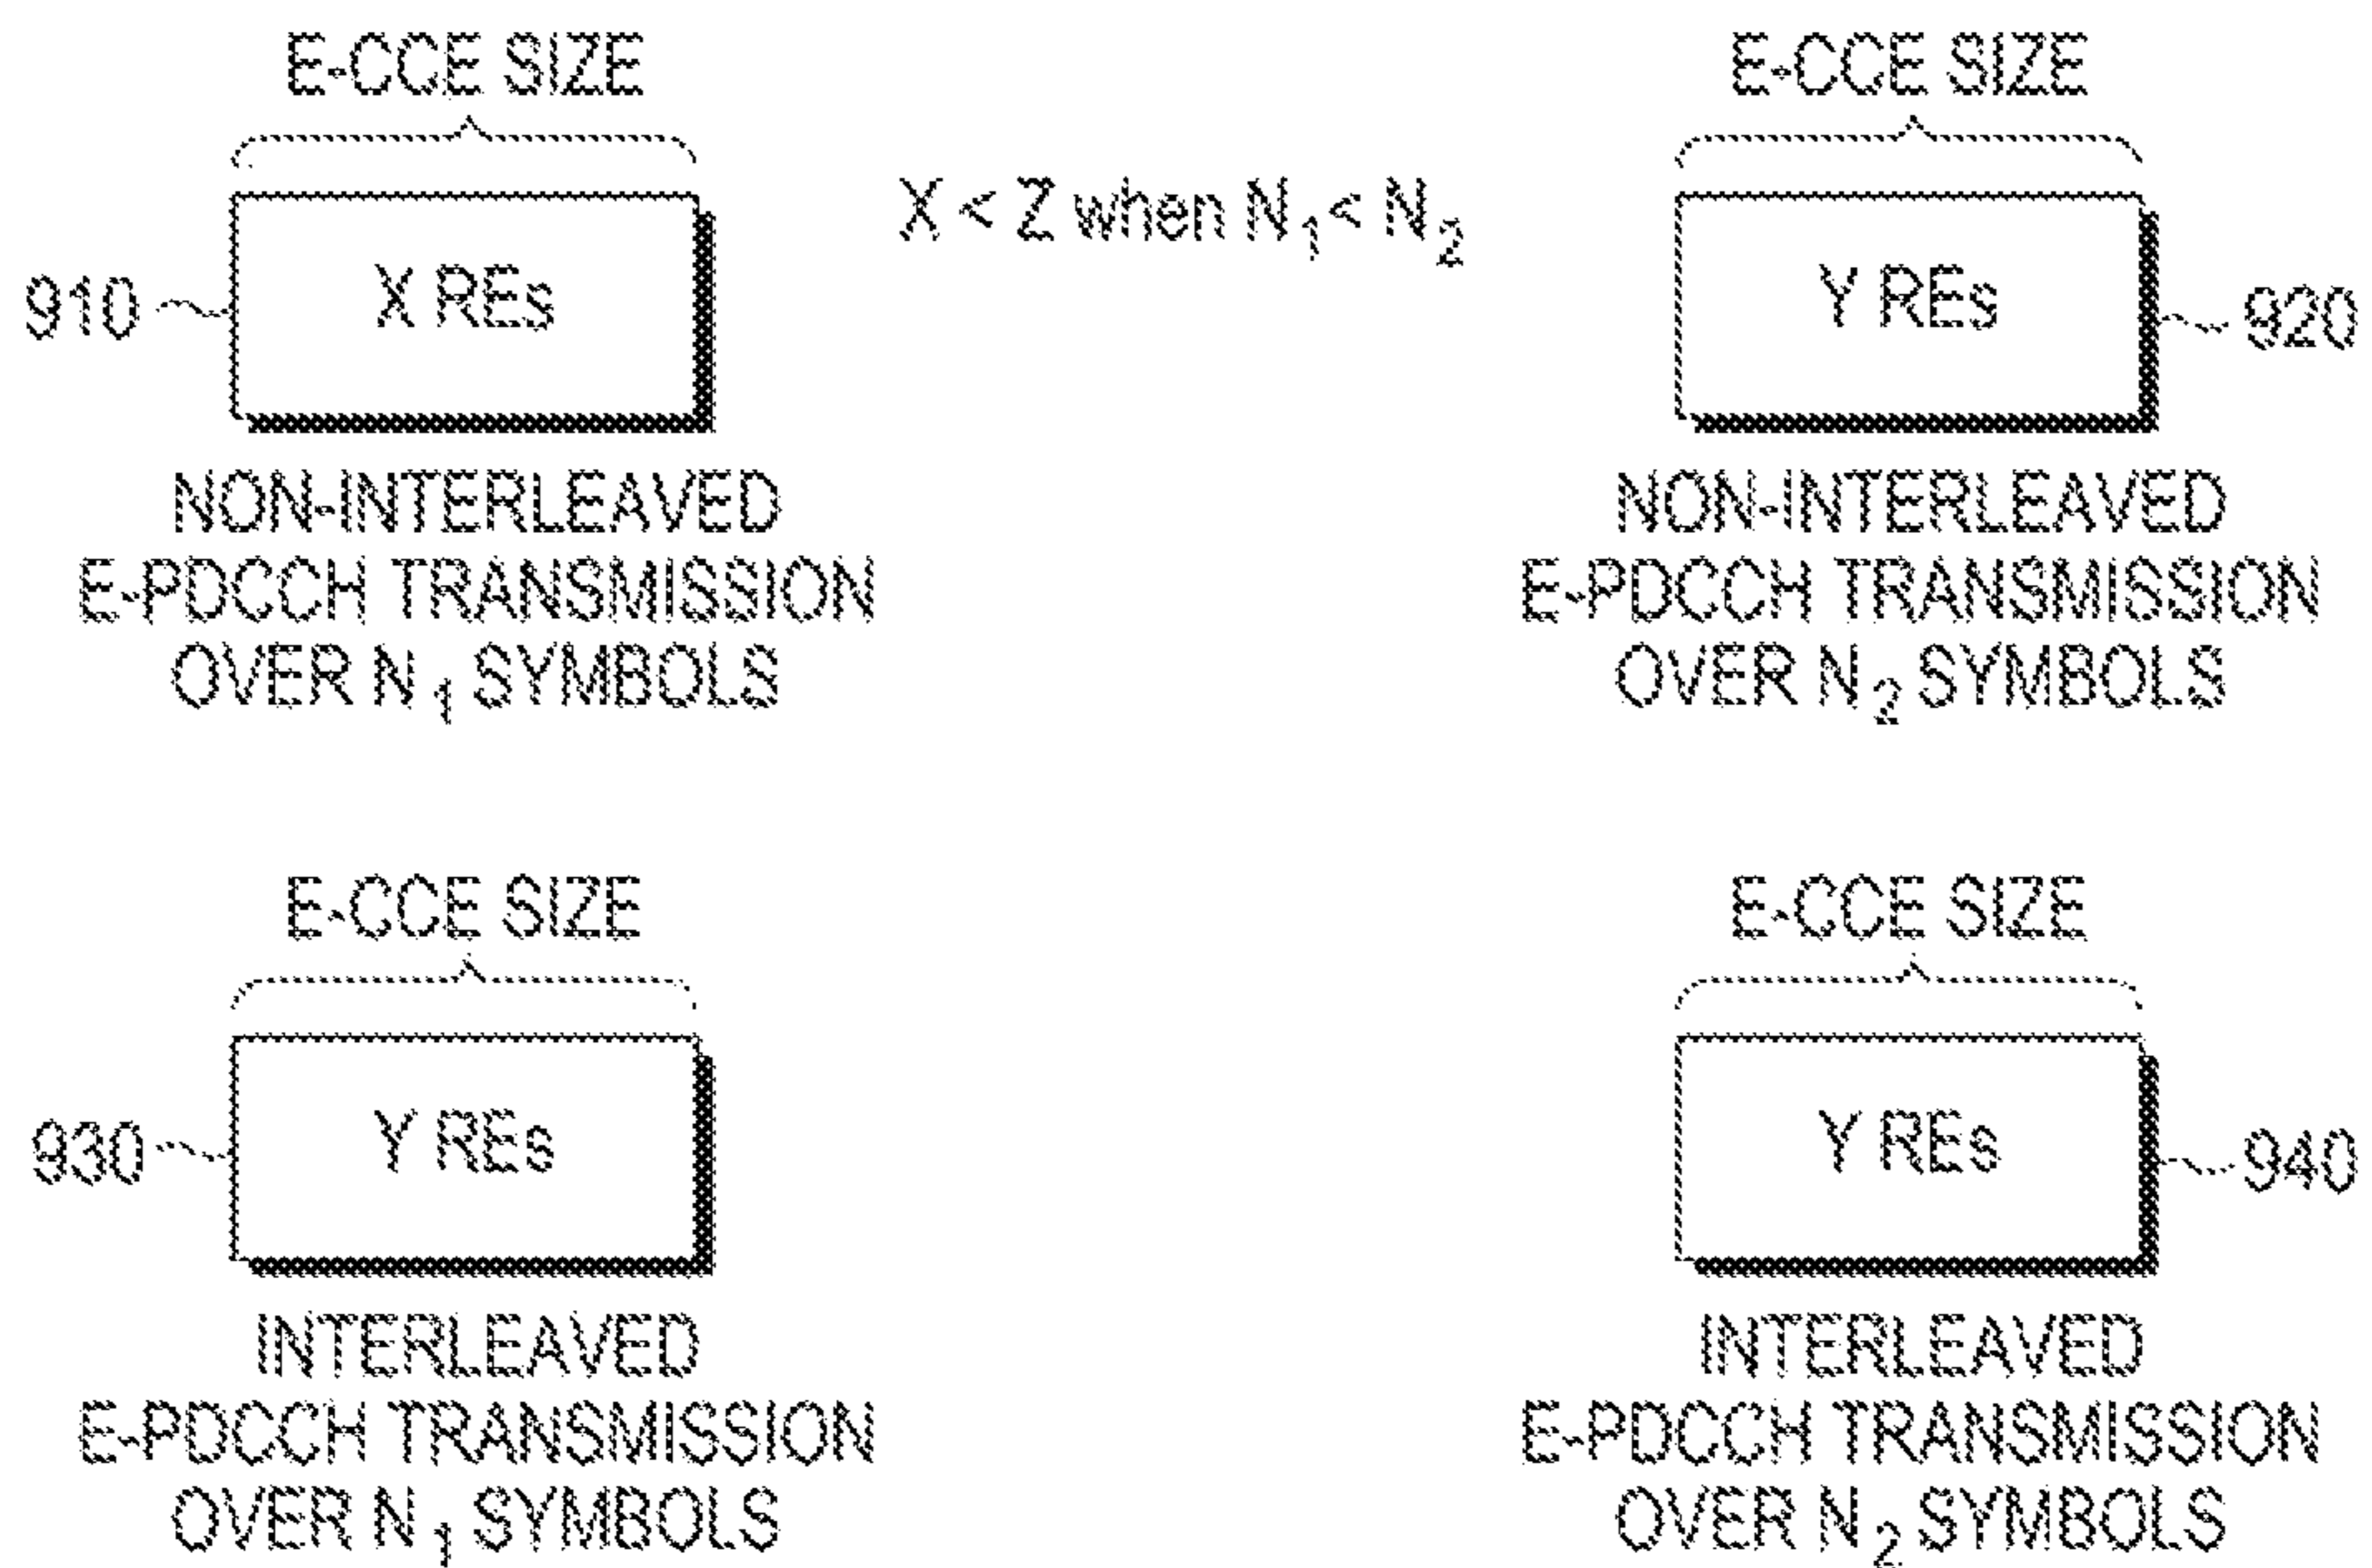 E-CCE SIZE
X REs
910
NON-INTERLEAVED
E-PDCCH TRANSMISSION
OVER N₁ SYMBOLS
X < Z when N₁ < N₂
E-CCE SIZE
Y REs
920
NON-INTERLEAVED
E-PDCCH TRANSMISSION
OVER N₂ SYMBOLS
E-CCE SIZE
Y REs
930
INTERLEAVED
E-PDCCH TRANSMISSION
OVER N₁ SYMBOLS
E-CCE SIZE
Y REs
940
INTERLEAVED
E-PDCCH TRANSMISSION
OVER N₂ SYMBOLS